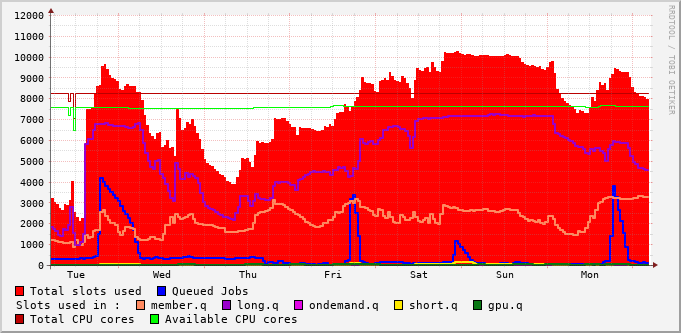 12000
11000
10000
9000
8000
7000
6000
5000
4000
3000
2000
1000
0
Tue Wed Thu Fri Sat Sun Mon
RRDTOOL / TOBI OETIKER
Total slots used Queued Jobs
Slots used in : member.q long.q ondemand.q short.q gpu.q
Total CPU cores Available CPU cores